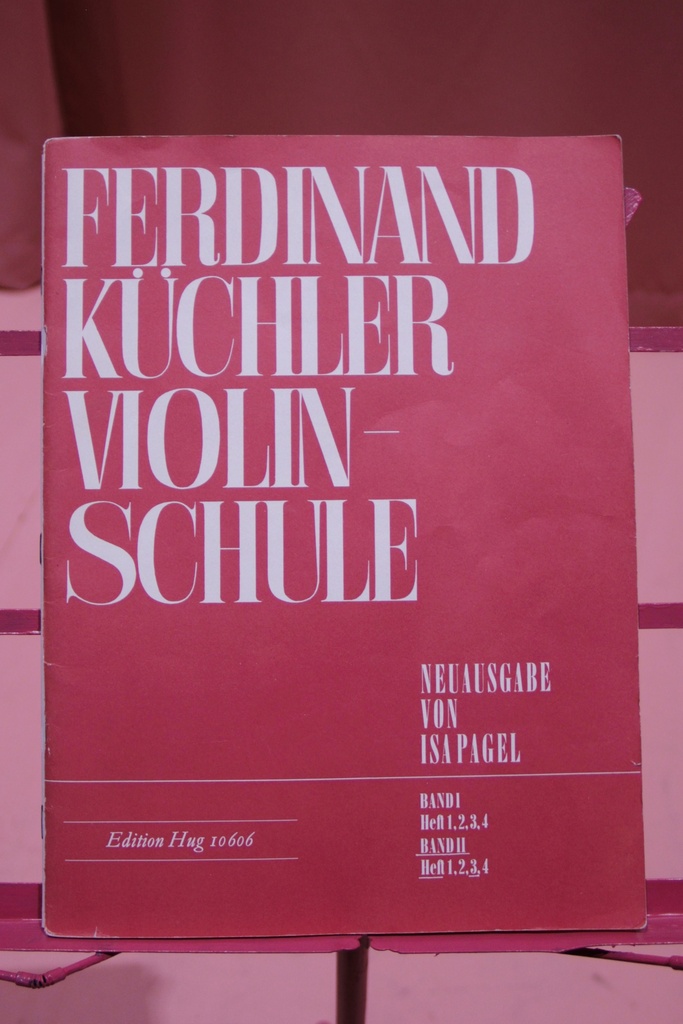 FERDINAND
KÜCHLER
VIOLIN-
SCHULE
NEUAUSGABE
VON
ISA PAGEL
BAND I
Heft 1, 2, 3, 4
BAND II
Heft 1, 2, 3, 4
Edition Hug 10606